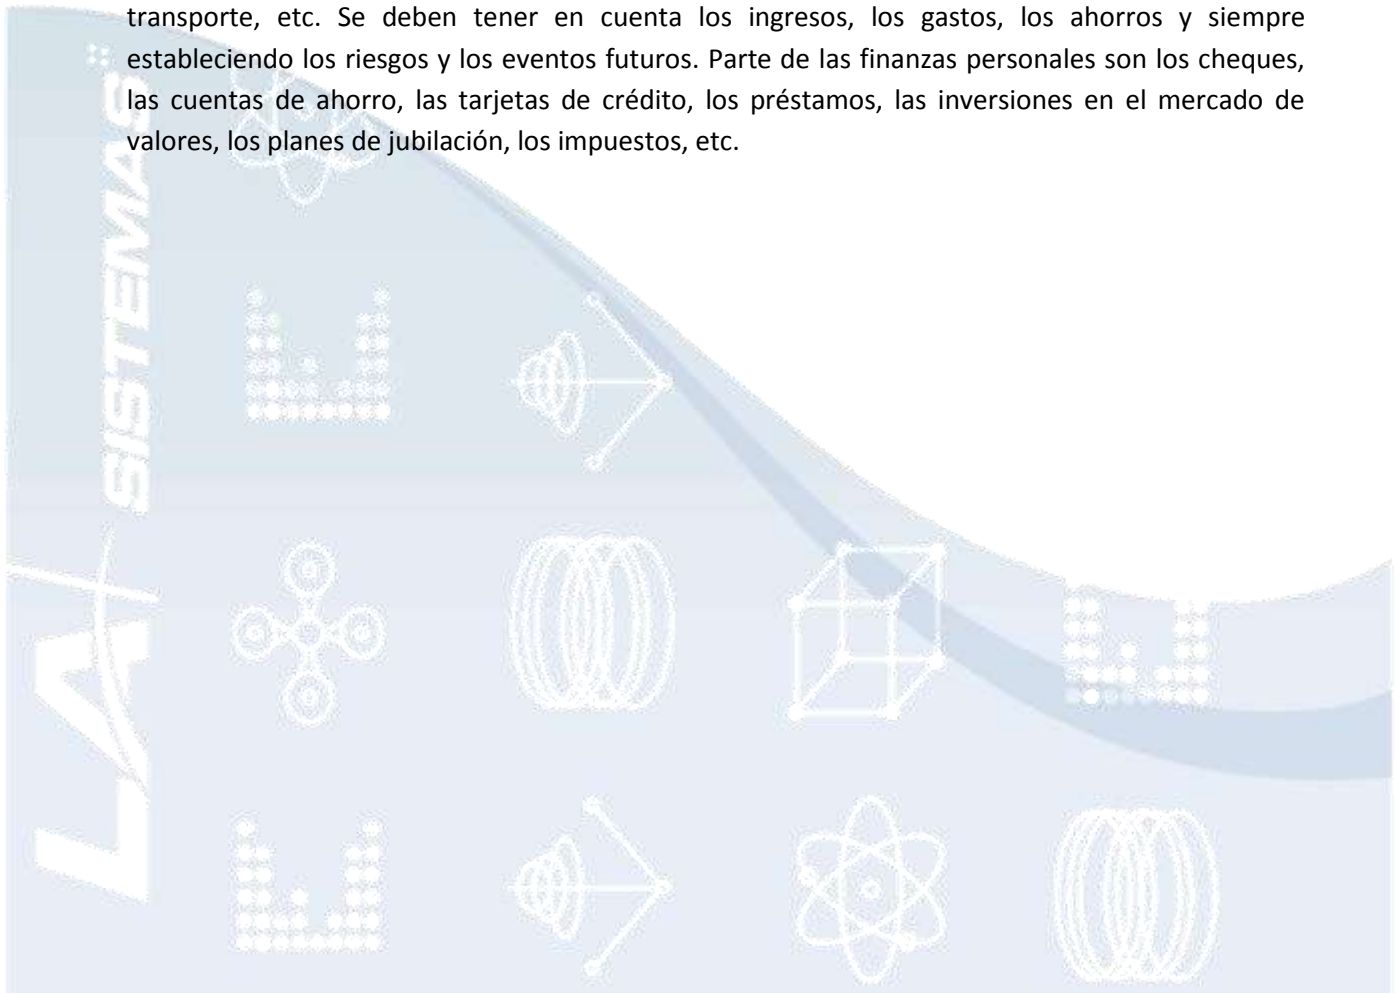 transporte, etc. Se deben tener en cuenta los ingresos, los gastos, los ahorros y siempre
estableciendo los riesgos y los eventos futuros. Parte de las finanzas personales son los cheques,
las cuentas de ahorro, las tarjetas de crédito, los préstamos, las inversiones en el mercado de
valores, los planes de jubilación, los impuestos, etc.
LA SISTEMAS